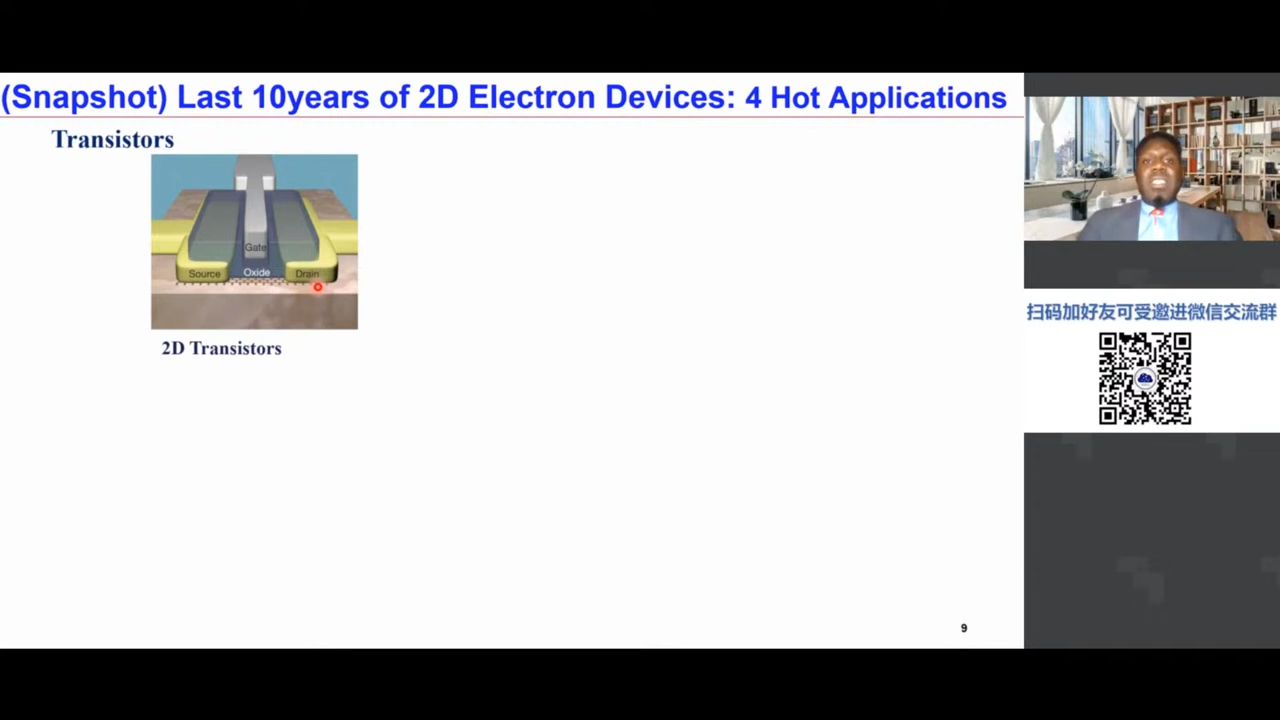 (Snapshot) Last 10years of 2D Electron Devices: 4 Hot Applications
Transistors
Gate
Source
Oxide
Drain
2D Transistors
扫码加好友可受邀进微信交流群
9